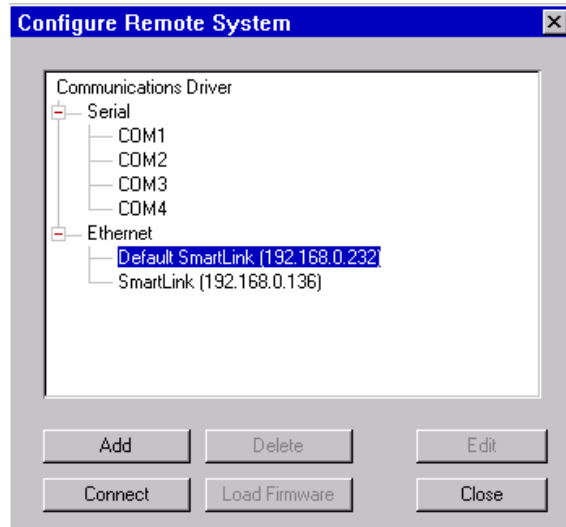 Configure Remote System
Communications Driver
Serial
COM1
COM2
COM3
COM4
Ethernet
Default SmartLink (192.168.0.232)
SmartLink (192.168.0.136)
Add Delete Edit
Connect Load Firmware Close